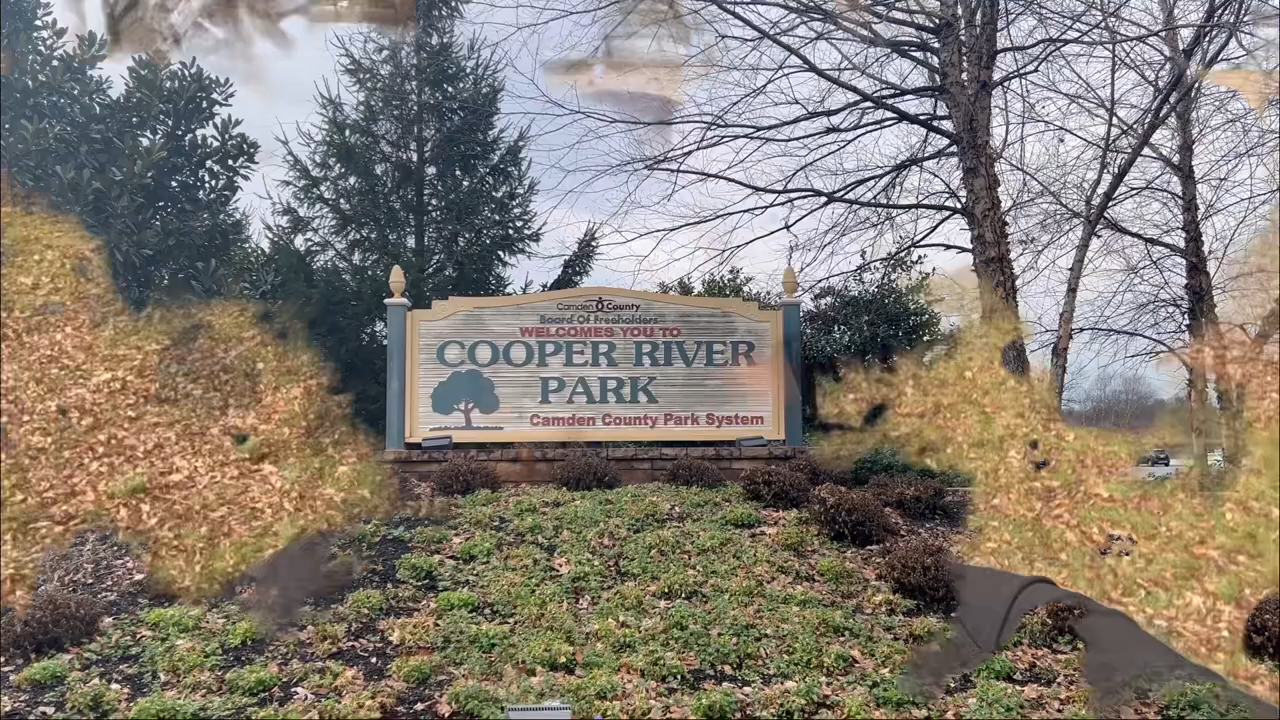 Camden County
Board Of Freeholders
WELCOMES YOU TO
COOPER RIVER
PARK
Camden County Park System